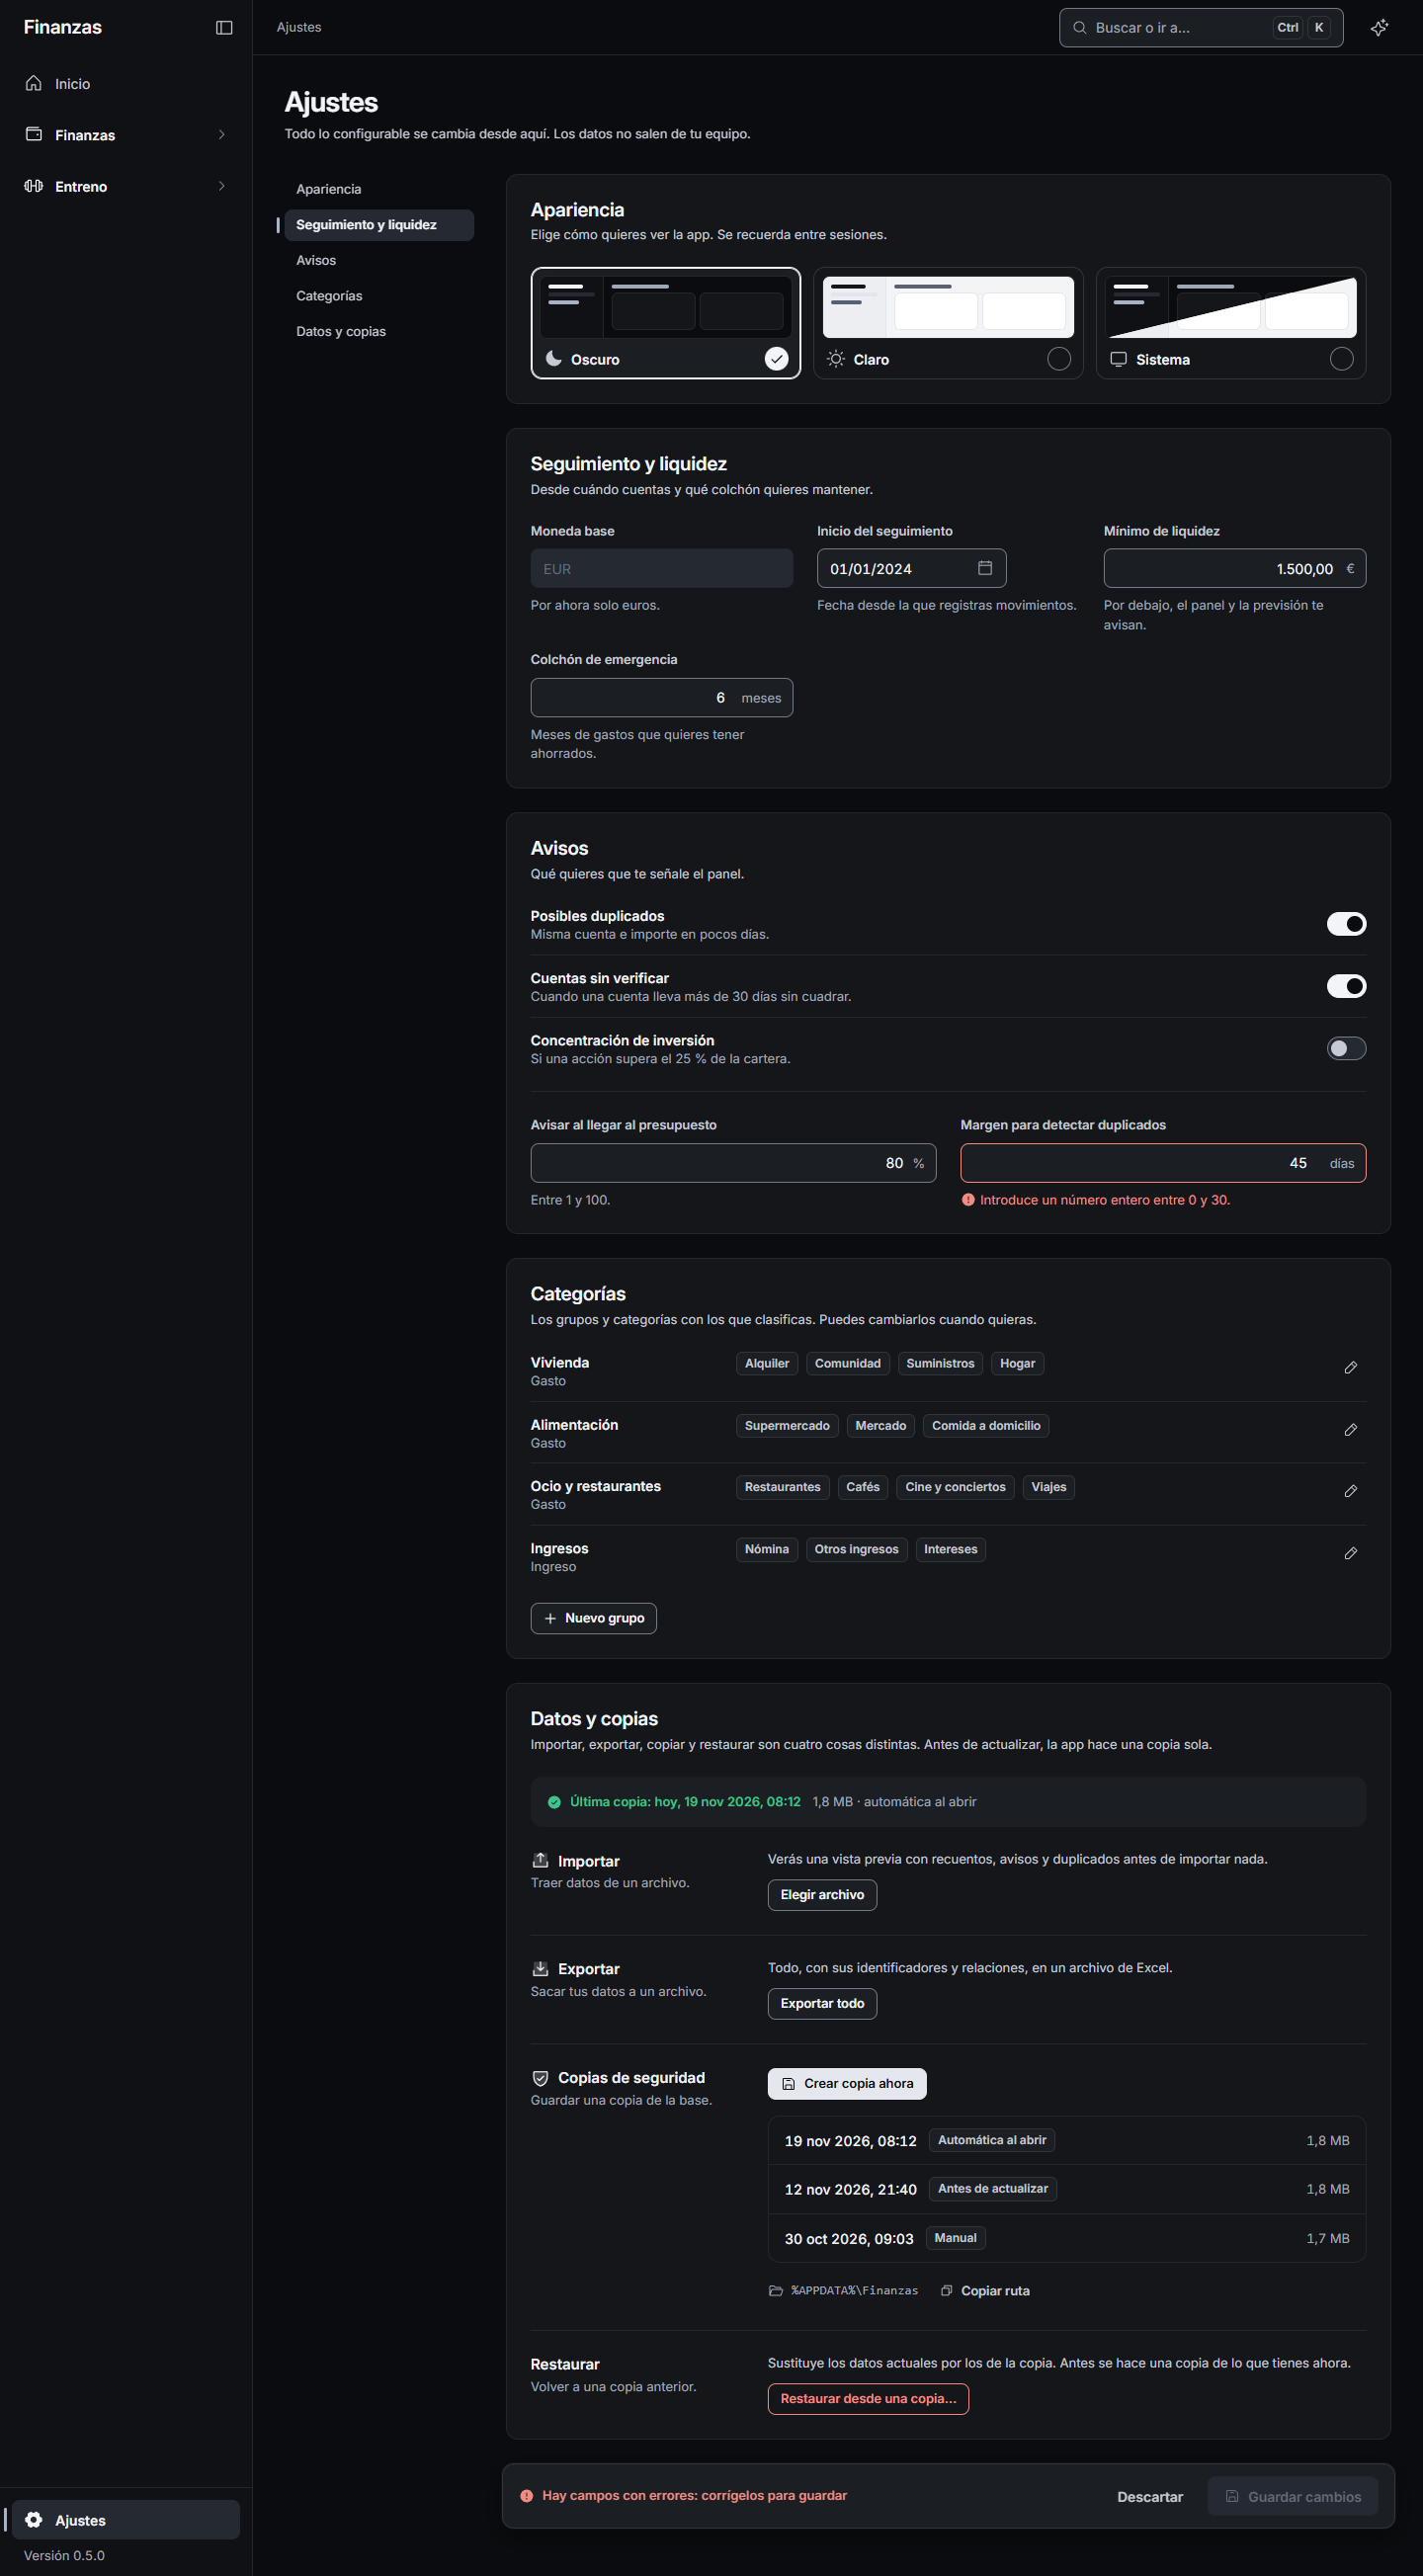 Finanzas
Inicio
Finanzas
Entreno
Ajustes
Buscar o ir a...
Ctrl K
Ajustes
Todo lo configurable se cambia desde aquí. Los datos no salen de tu equipo.
Apariencia
Seguimiento y liquidez
Avisos
Categorías
Datos y copias
Apariencia
Elige cómo quieres ver la app. Se recuerda entre sesiones.
Oscuro
Claro
Sistema
Seguimiento y liquidez
Desde cuándo cuentas y qué colchón quieres mantener.
Moneda base
EUR
Por ahora solo euros.
Inicio del seguimiento
01/01/2024
Fecha desde la que registras movimientos.
Mínimo de liquidez
1.500,00 €
Por debajo, el panel y la previsión te
avisan.
Colchón de emergencia
6 meses
Meses de gastos que quieres tener
ahorrados.
Avisos
Qué quieres que te señale el panel.
Posibles duplicados
Misma cuenta e importe en pocos días.
Cuentas sin verificar
Cuando una cuenta lleva más de 30 días sin cuadrar.
Concentración de inversión
Si una acción supera el 25 % de la cartera.
Avisar al llegar al presupuesto
80 %
Entre 1 y 100.
Margen para detectar duplicados
45 días
Introduce un número entero entre 0 y 30.
Categorías
Los grupos y categorías con los que clasificas. Puedes cambiarlos cuando quieras.
Vivienda
Gasto
Alquiler Comunidad Suministros Hogar
Alimentación
Gasto
Supermercado Mercado Comida a domicilio
Ocio y restaurantes
Gasto
Restaurantes Cafés Cine y conciertos Viajes
Ingresos
Ingreso
Nómina Otros ingresos Intereses
Nuevo grupo
Datos y copias
Importar, exportar, copiar y restaurar son cuatro cosas distintas. Antes de actualizar, la app hace una copia sola.
Última copia: hoy, 19 nov 2026, 08:12 1,8 MB · automática al abrir
Importar
Traer datos de un archivo.
Verás una vista previa con recuentos, avisos y duplicados antes de importar nada.
Elegir archivo
Exportar
Sacar tus datos a un archivo.
Todo, con sus identificadores y relaciones, en un archivo de Excel.
Exportar todo
Copias de seguridad
Guardar una copia de la base.
Crear copia ahora
19 nov 2026, 08:12 Automática al abrir 1,8 MB
12 nov 2026, 21:40 Antes de actualizar 1,8 MB
30 oct 2026, 09:03 Manual 1,7 MB
%APPDATA%\Finanzas Copiar ruta
Restaurar
Volver a una copia anterior.
Sustituye los datos actuales por los de la copia. Antes se hace una copia de lo que tienes ahora.
Restaurar desde una copia...
Hay campos con errores: corrígelos para guardar
Descartar
Guardar cambios
Ajustes
Versión 0.5.0